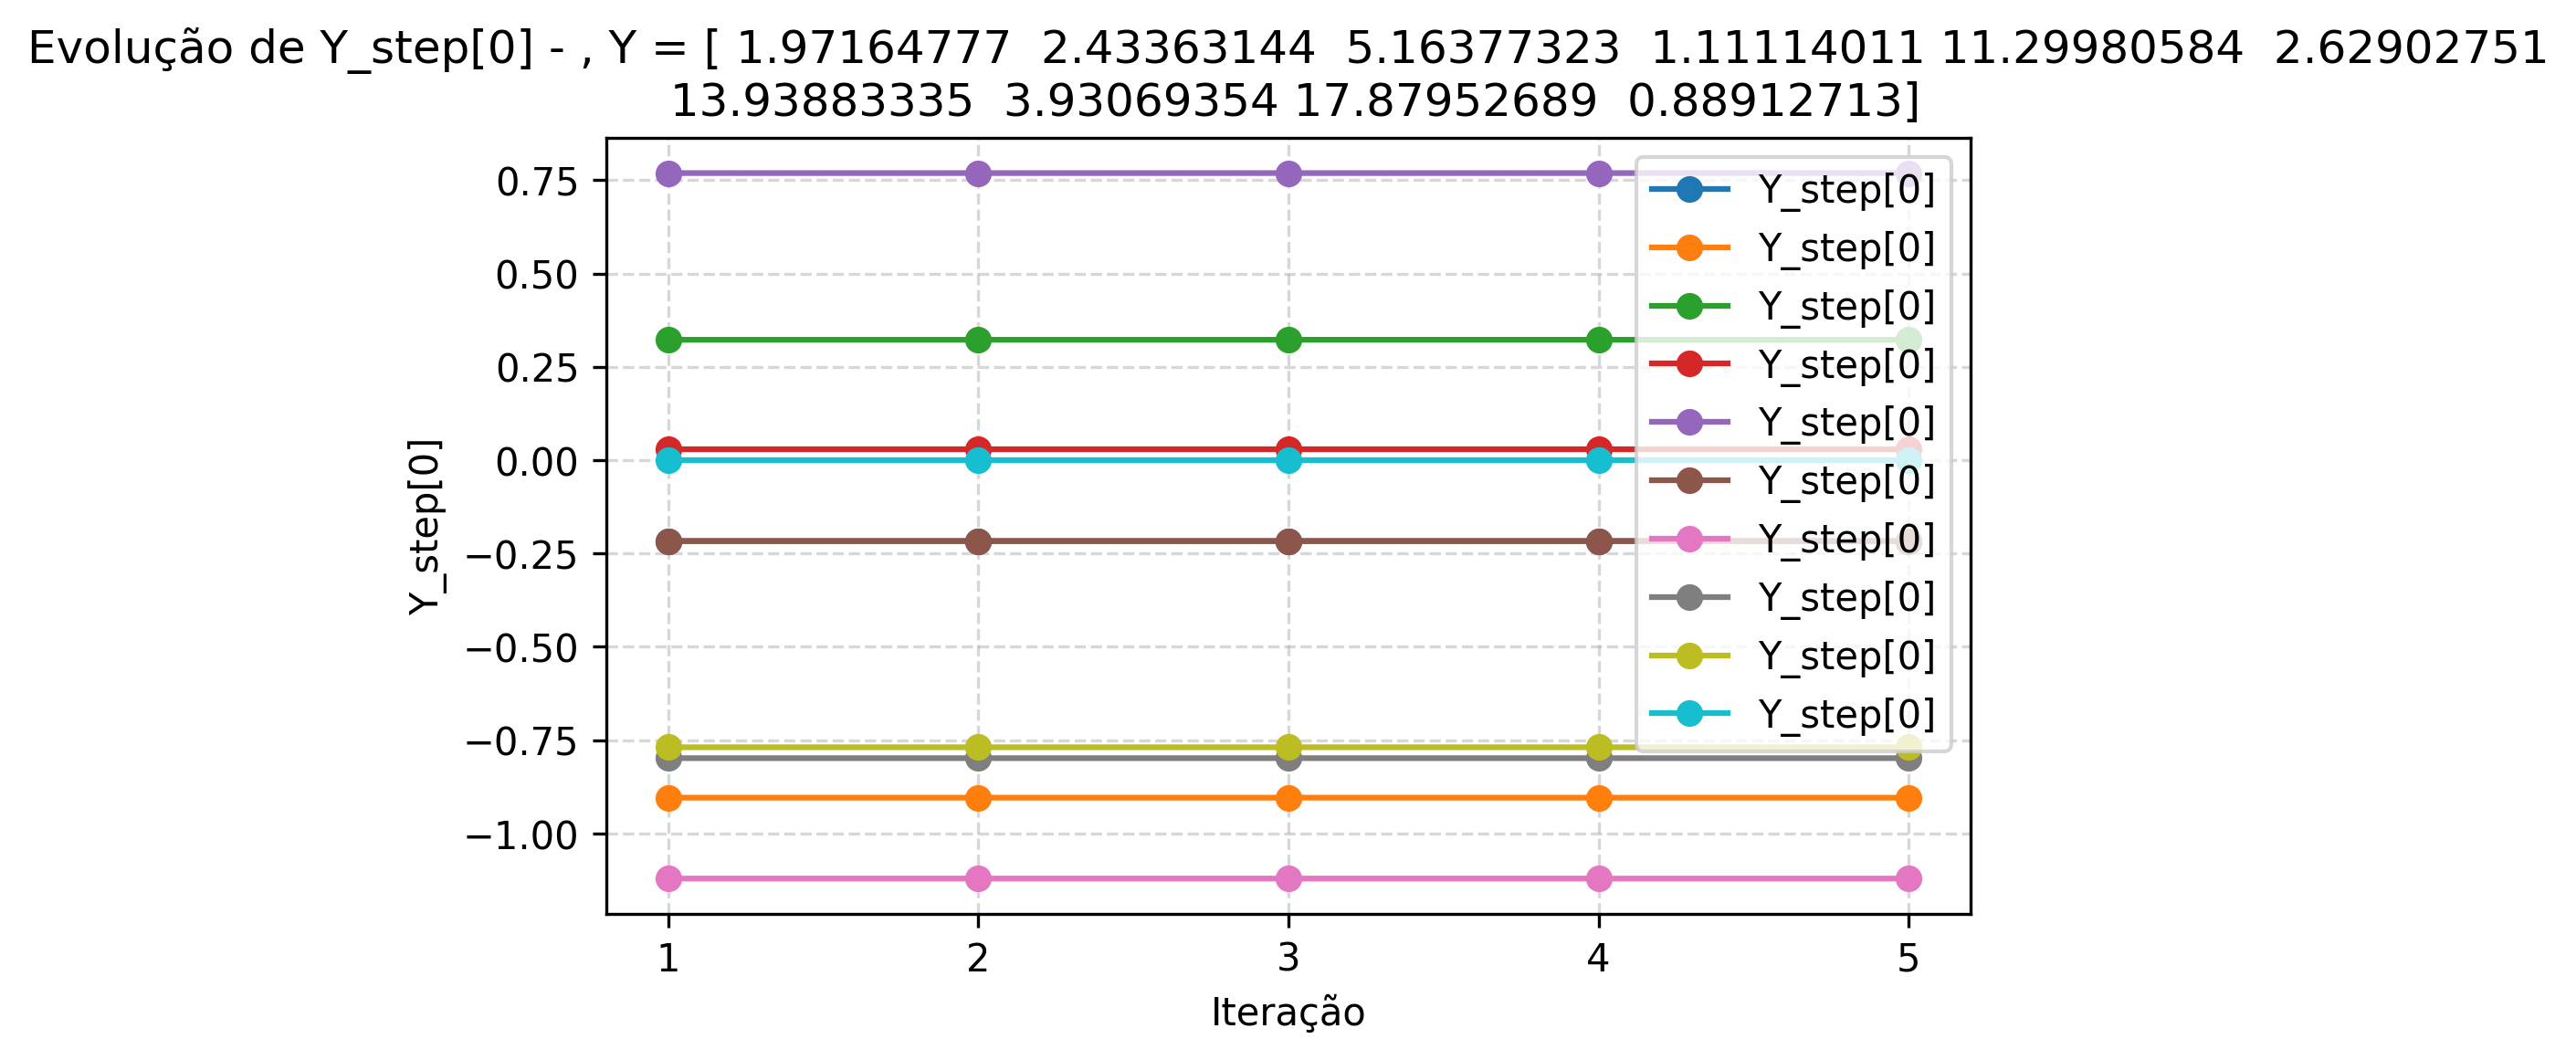 Evolução de Y_step[0] - , Y = [ 1.97164777 2.43363144 5.16377323 1.11114011 11.29980584 2.62902751
13.93883335 3.93069354 17.87952689 0.88912713]
0.75
0.50
0.25
0.00
−0.25
−0.50
−0.75
−1.00
Y_step[0]
Y_step[0]
Y_step[0]
Y_step[0]
Y_step[0]
Y_step[0]
Y_step[0]
Y_step[0]
Y_step[0]
Y_step[0]
Y_step[0]
1 2 3 4 5
Iteração